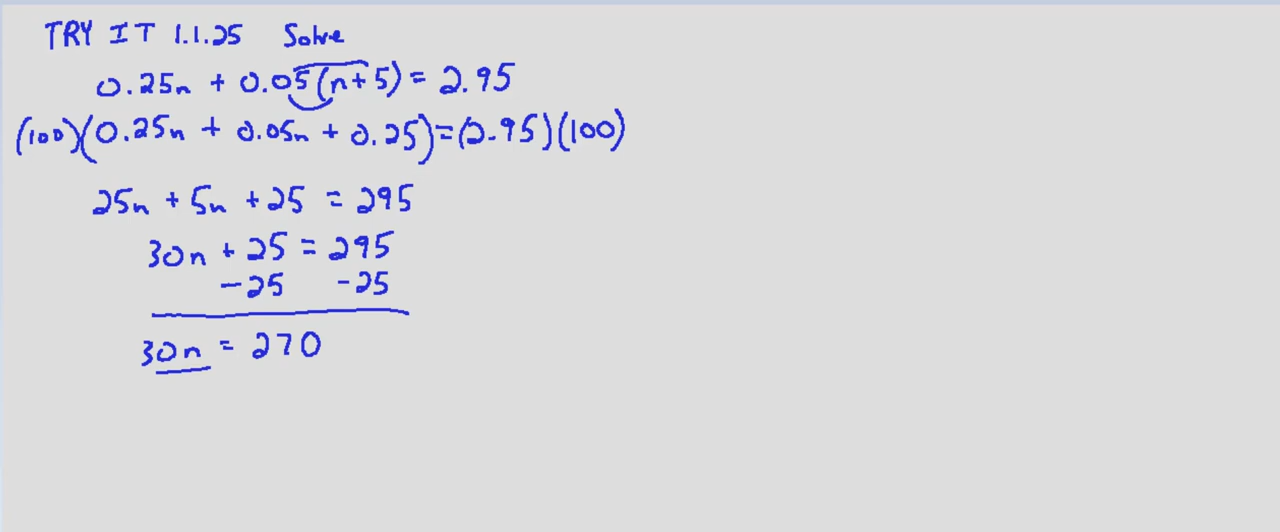 TRY IT 1.1.25 Solve
0.25n + 0.05(n+5) = 2.95
(100)(0.25n + 0.05n + 0.25) = (2.95)(100)
25n + 5n + 25 = 295
30n + 25 = 295
-25 -25
30n = 270